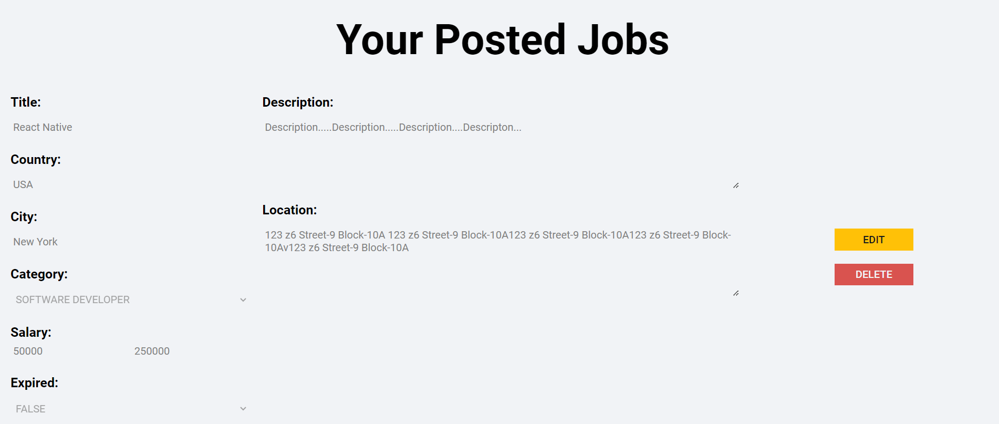 Your Posted Jobs
Title:
React Native
Country:
USA
City:
New York
Category:
SOFTWARE DEVELOPER
Salary:
50000 250000
Expired:
FALSE
Description:
Description.....Description.....Description....Descripton...
Location:
123 z6 Street-9 Block-10A 123 z6 Street-9 Block-10A123 z6 Street-9 Block-10A123 z6 Street-9 Block-
10Av123 z6 Street-9 Block-10A
EDIT
DELETE